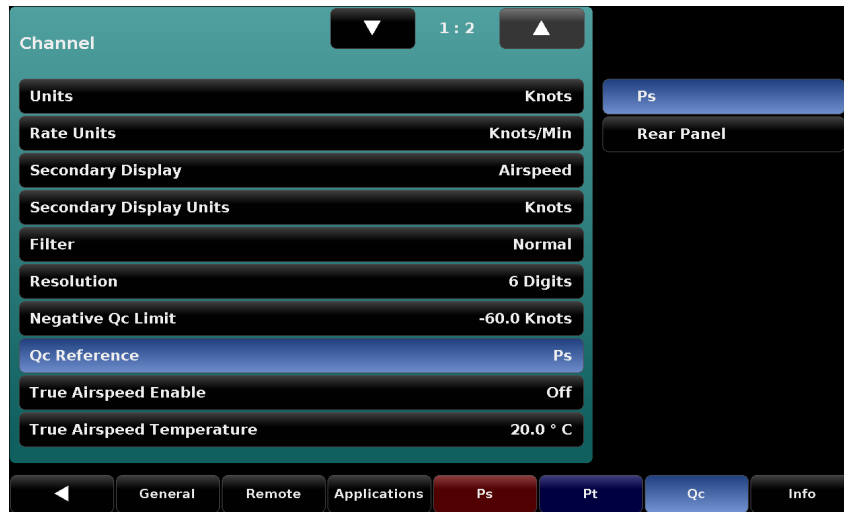 Channel
1 : 2
Units Knots
Rate Units Knots/Min
Secondary Display Airspeed
Secondary Display Units Knots
Filter Normal
Resolution 6 Digits
Negative Qc Limit -60.0 Knots
Qc Reference Ps
True Airspeed Enable Off
True Airspeed Temperature 20.0 ° C
Ps
Rear Panel
General Remote Applications Ps Pt Qc Info